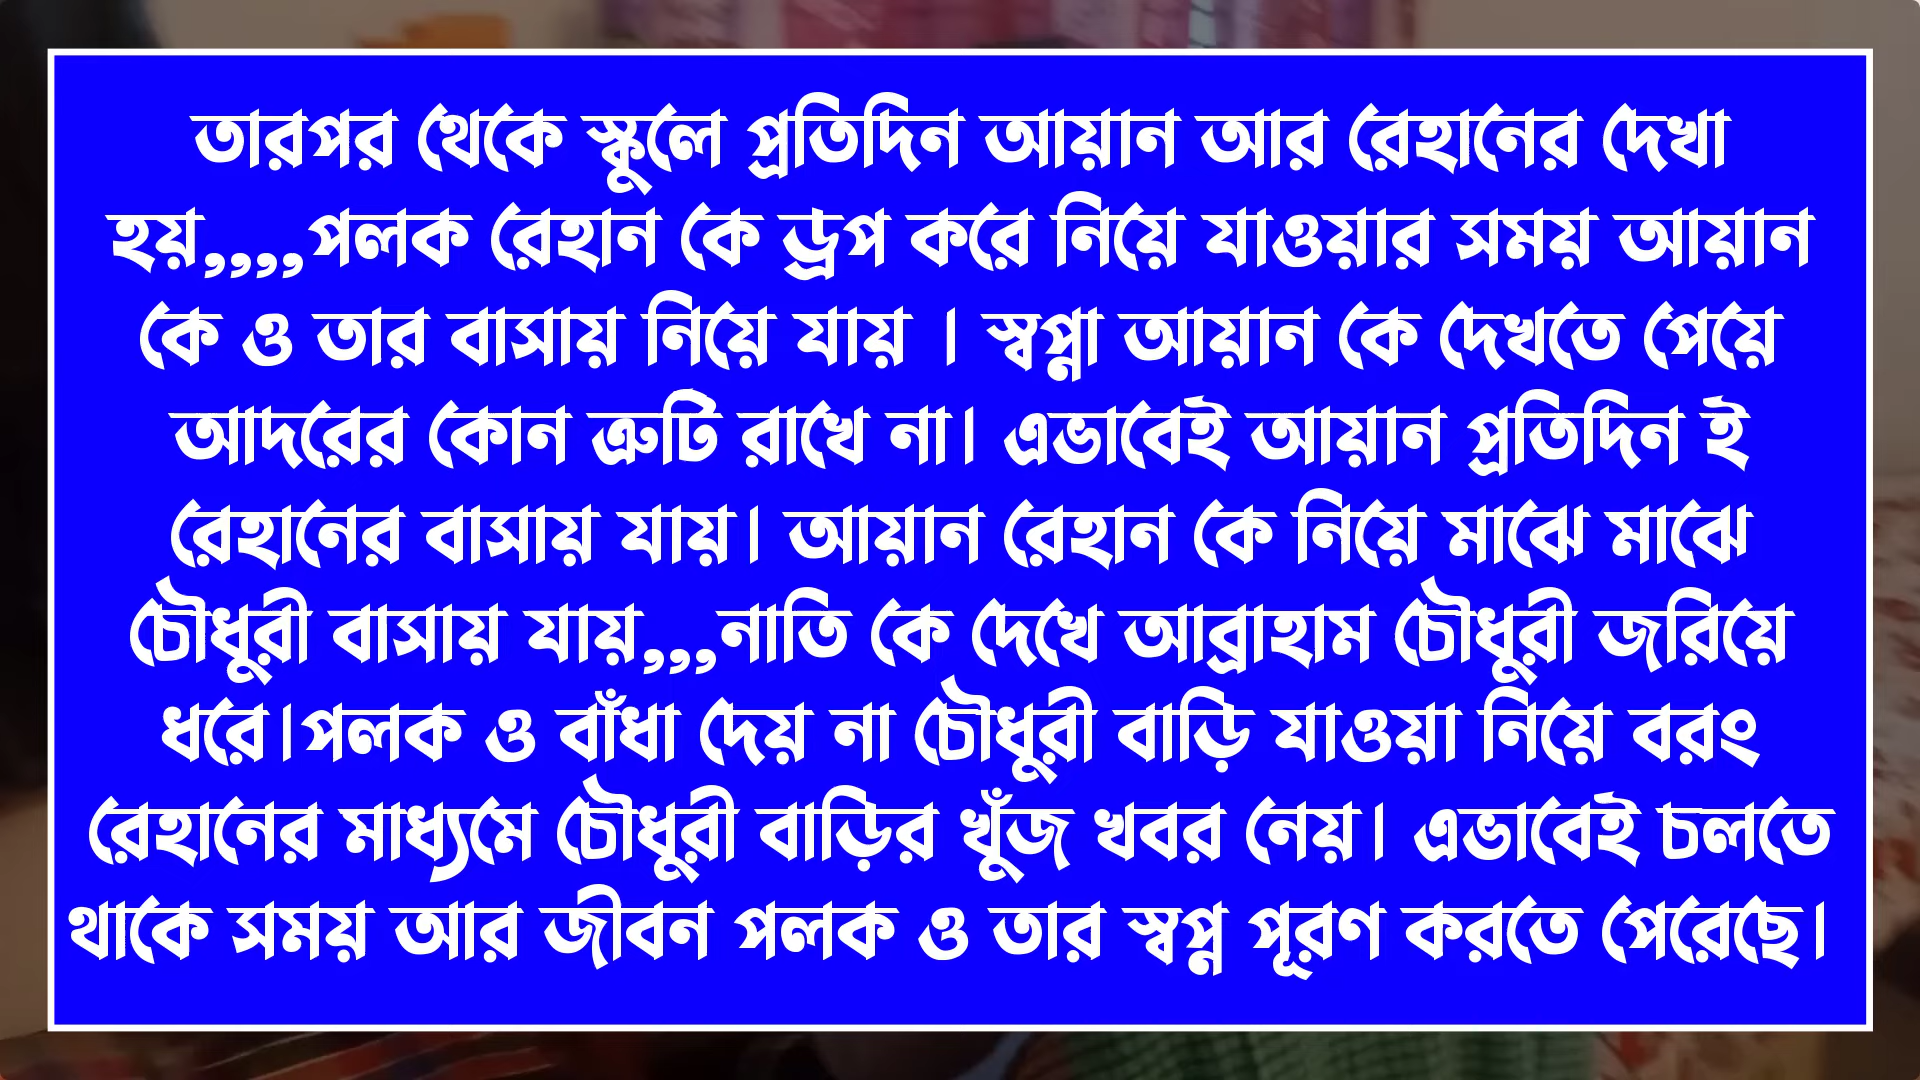 তারপর থেকে স্কুলে প্রতিদিন আয়ান আর রেহানের দেখা
হয়,,,,পলক রেহান কে ড্রপ করে নিয়ে যাওয়ার সময় আয়ান
কে ও তার বাসায় নিয়ে যায় । স্বপ্না আয়ান কে দেখতে পেয়ে
আদরের কোন ত্রুটি রাখে না। এভাবেই আয়ান প্রতিদিন ই
রেহানের বাসায় যায়। আয়ান রেহান কে নিয়ে মাঝে মাঝে
চৌধুরী বাসায় যায়,,,নাতি কে দেখে আব্রাহাম চৌধুরী জরিয়ে
ধরে।পলক ও বাঁধা দেয় না চৌধুরী বাড়ি যাওয়া নিয়ে বরং
রেহানের মাধ্যমে চৌধুরী বাড়ির খুঁজ খবর নেয়। এভাবেই চলতে
থাকে সময় আর জীবন পলক ও তার স্বপ্ন পূরণ করতে পেরেছে।